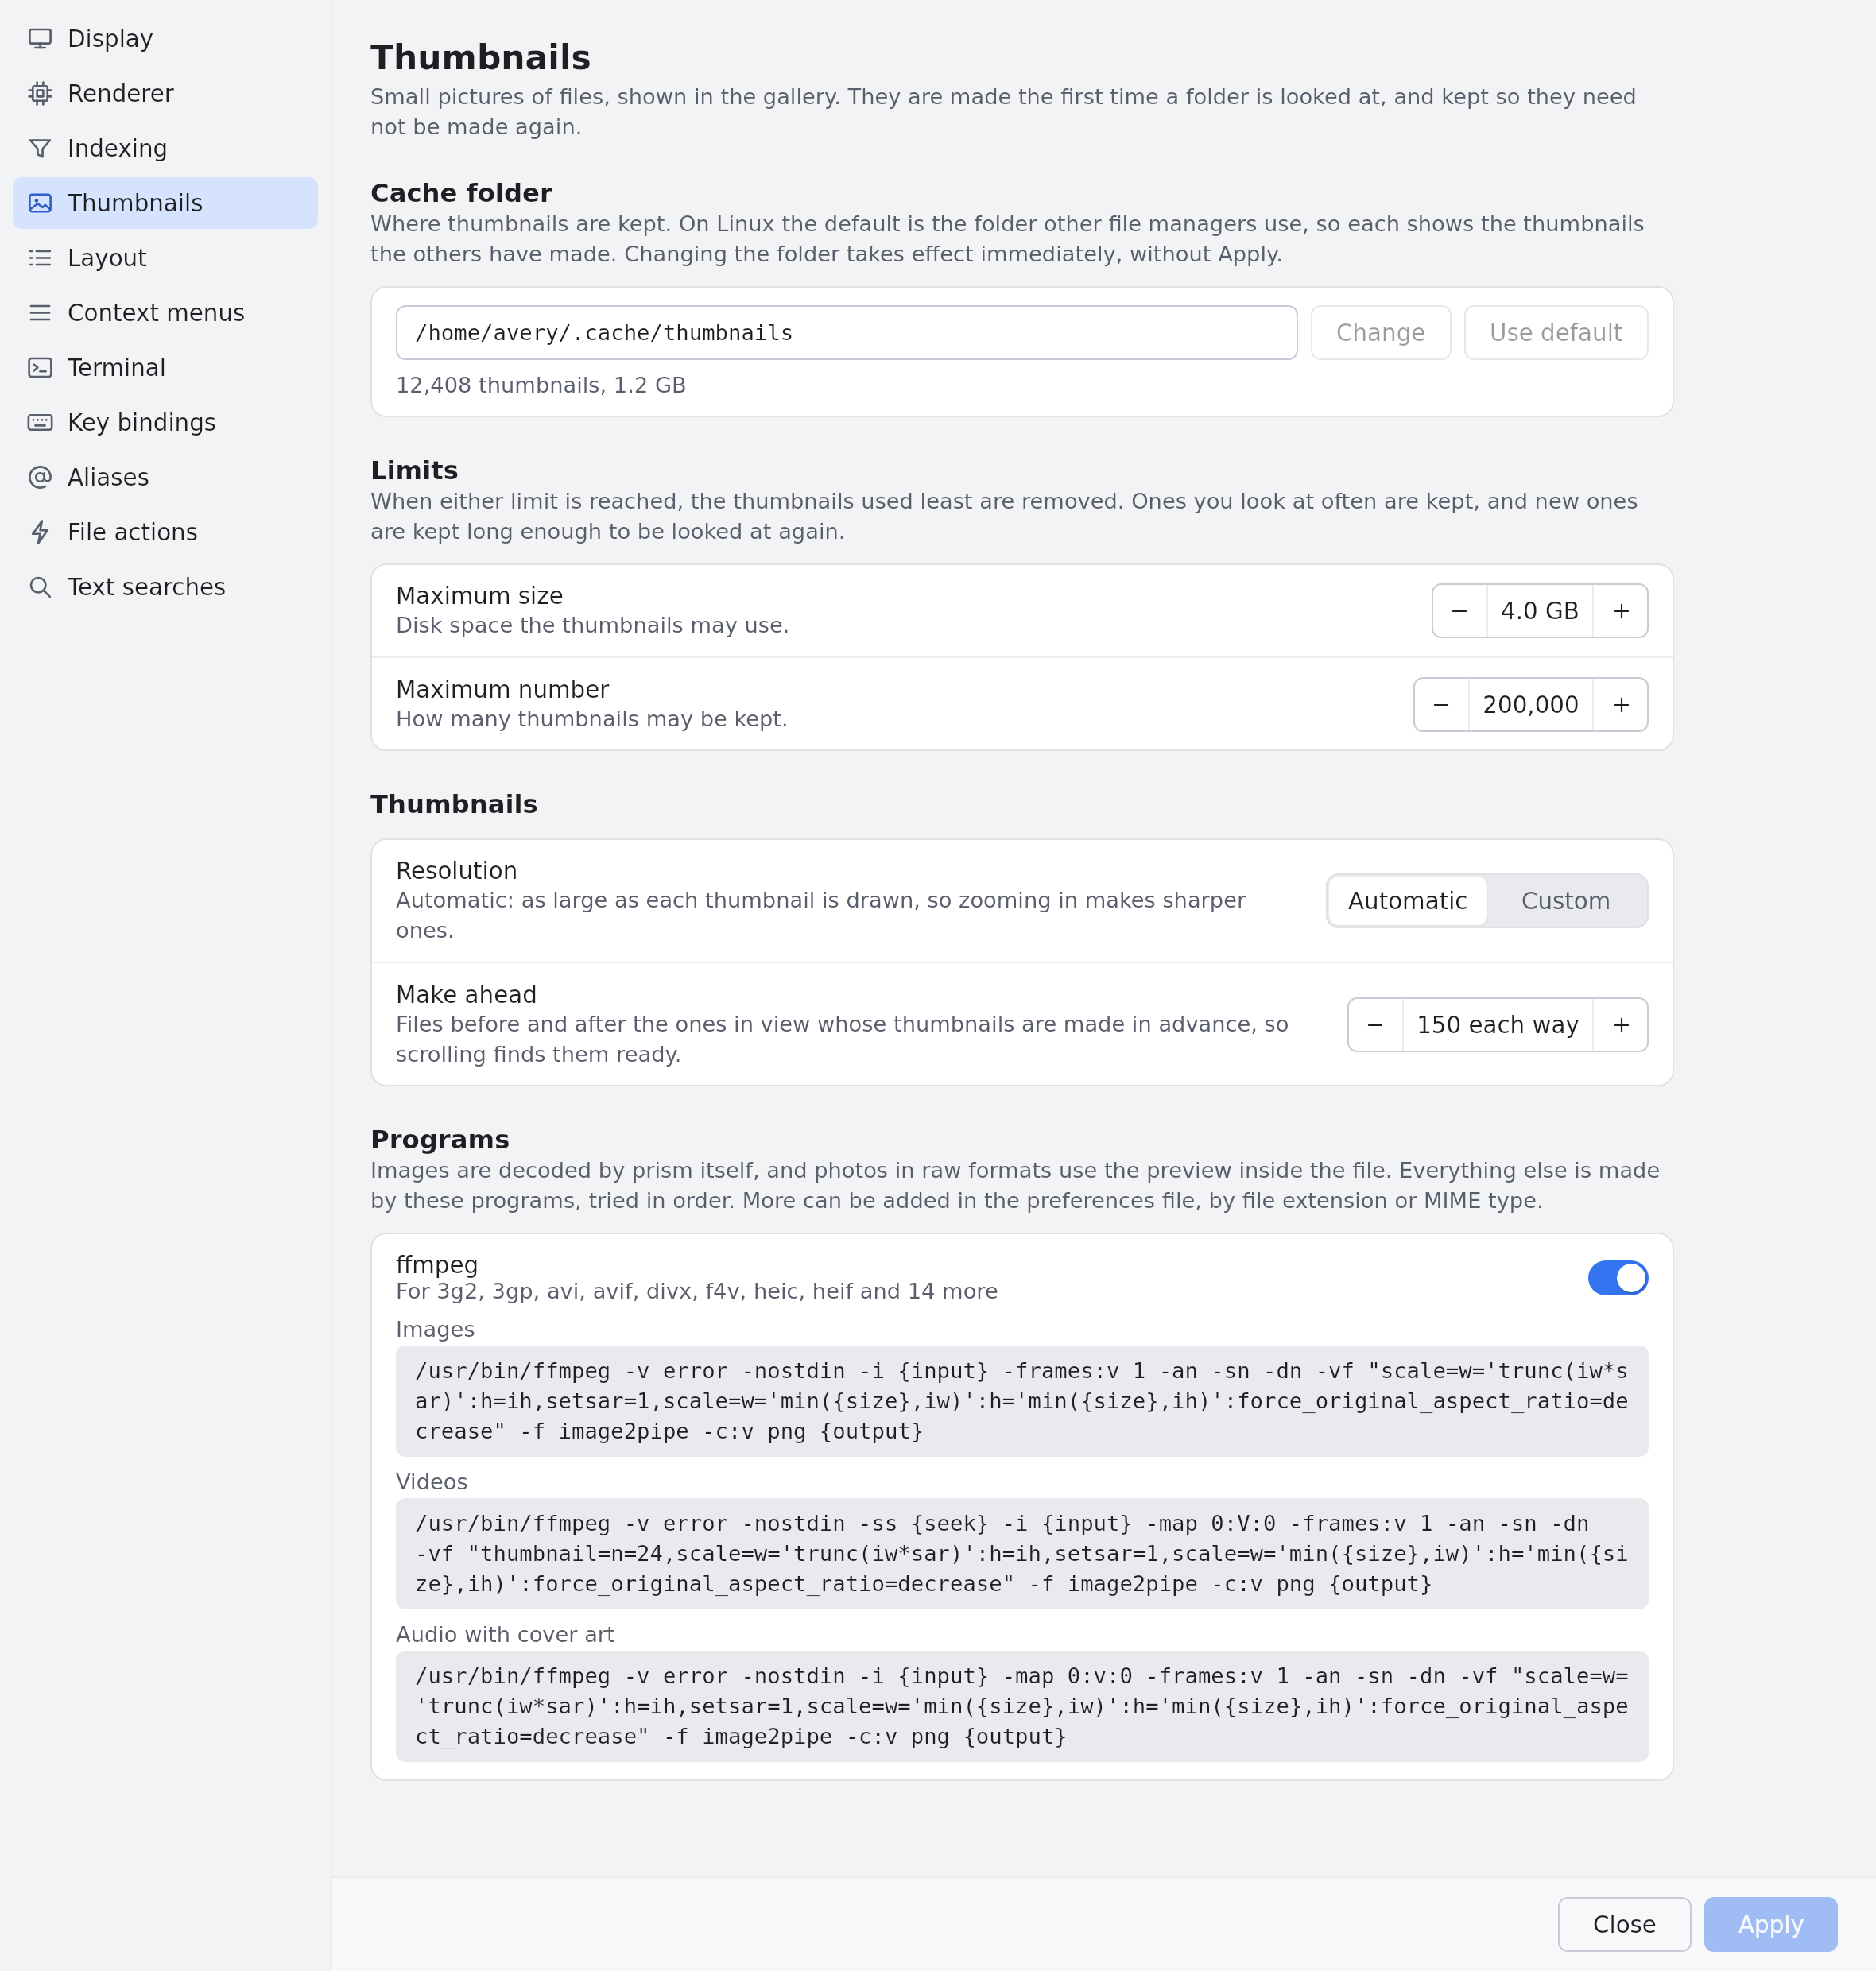 Display
Renderer
Indexing
Thumbnails
Layout
Context menus
Terminal
Key bindings
Aliases
File actions
Text searches
Thumbnails
Small pictures of files, shown in the gallery. They are made the first time a folder is looked at, and kept so they need
not be made again.
Cache folder
Where thumbnails are kept. On Linux the default is the folder other file managers use, so each shows the thumbnails
the others have made. Changing the folder takes effect immediately, without Apply.
/home/avery/.cache/thumbnails
Change
Use default
12,408 thumbnails, 1.2 GB
Limits
When either limit is reached, the thumbnails used least are removed. Ones you look at often are kept, and new ones
are kept long enough to be looked at again.
Maximum size
Disk space the thumbnails may use.
− 4.0 GB +
Maximum number
How many thumbnails may be kept.
− 200,000 +
Thumbnails
Resolution
Automatic: as large as each thumbnail is drawn, so zooming in makes sharper
ones.
Automatic
Custom
Make ahead
Files before and after the ones in view whose thumbnails are made in advance, so
scrolling finds them ready.
− 150 each way +
Programs
Images are decoded by prism itself, and photos in raw formats use the preview inside the file. Everything else is made
by these programs, tried in order. More can be added in the preferences file, by file extension or MIME type.
ffmpeg
For 3g2, 3gp, avi, avif, divx, f4v, heic, heif and 14 more
Images
/usr/bin/ffmpeg -v error -nostdin -i {input} -frames:v 1 -an -sn -dn -vf "scale=w='trunc(iw*s
ar)':h=ih,setsar=1,scale=w='min({size},iw)':h='min({size},ih)':force_original_aspect_ratio=de
crease" -f image2pipe -c:v png {output}
Videos
/usr/bin/ffmpeg -v error -nostdin -ss {seek} -i {input} -map 0:V:0 -frames:v 1 -an -sn -dn
-vf "thumbnail=n=24,scale=w='trunc(iw*sar)':h=ih,setsar=1,scale=w='min({size},iw)':h='min({si
ze},ih)':force_original_aspect_ratio=decrease" -f image2pipe -c:v png {output}
Audio with cover art
/usr/bin/ffmpeg -v error -nostdin -i {input} -map 0:v:0 -frames:v 1 -an -sn -dn -vf "scale=w=
'trunc(iw*sar)':h=ih,setsar=1,scale=w='min({size},iw)':h='min({size},ih)':force_original_aspe
ct_ratio=decrease" -f image2pipe -c:v png {output}
Close
Apply